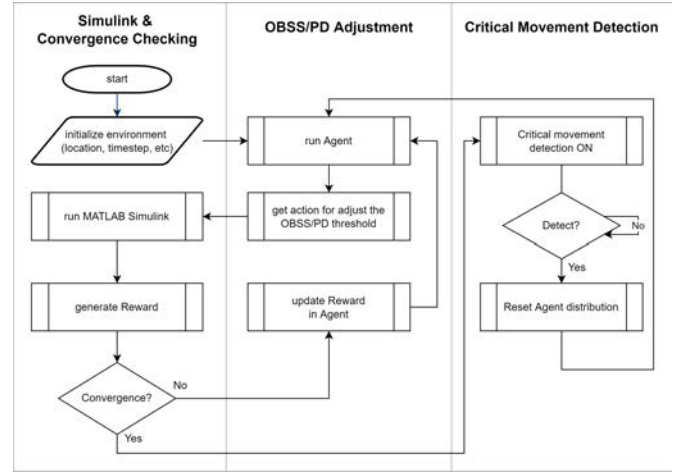 Simulink &
Convergence Checking
OBSS/PD Adjustment
Critical Movement Detection
start
initialize environment
(location, timestep, etc)
run Agent
Critical movement
detection ON
run MATLAB Simulink
get action for adjust the
OBSS/PD threshold
Detect?
No
Yes
generate Reward
update Reward
in Agent
Reset Agent distribution
Convergence?
No
Yes